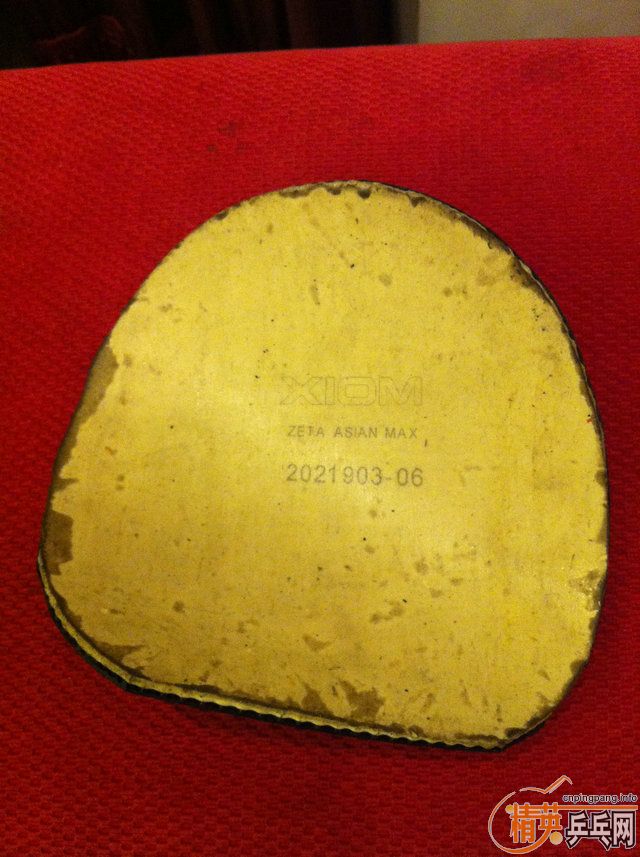 XIOM
ZETA ASIAN MAX
2021903-06
cnpingpang.info
精英乒乓网